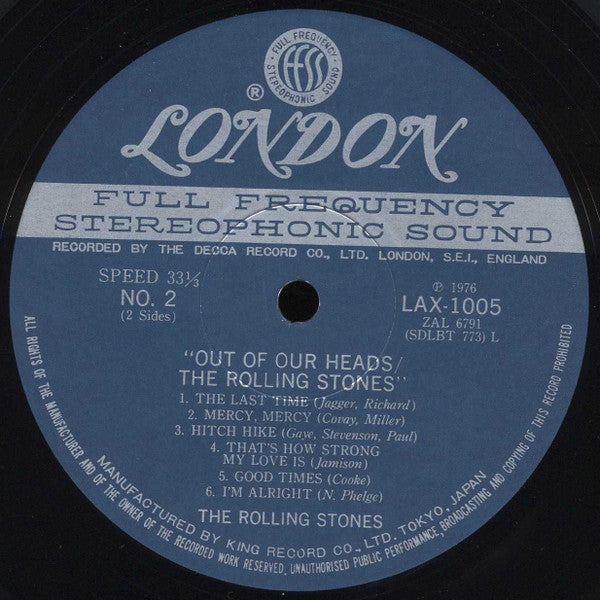 FULL FREQUENCY
ffss
STEREOPHONIC SOUND
®
LONDON
FULL FREQUENCY
STEREOPHONIC SOUND
RECORDED BY THE DECCA RECORD CO., LTD. LONDON, S.E.I., ENGLAND
SPEED 33⅓
NO. 2
(2 Sides)
℗ 1976
LAX-1005
ZAL 6791
(SDLBT 773) L
"OUT OF OUR HEADS/
THE ROLLING STONES"
1. THE LAST TIME (Jagger, Richard)
2. MERCY, MERCY (Covay, Miller)
3. HITCH HIKE (Gaye, Stevenson, Paul)
4. THAT'S HOW STRONG
MY LOVE IS (Jamison)
5. GOOD TIMES (Cooke)
6. I'M ALRIGHT (N. Phelge)
THE ROLLING STONES
MANUFACTURED BY KING RECORD CO., LTD. TOKYO, JAPAN
ALL RIGHTS OF THE MANUFACTURER AND OF THE OWNER OF THE RECORDED WORK RESERVED, UNAUTHORISED PUBLIC PERFORMANCE, BROADCASTING AND COPYING OF THIS RECORD PROHIBITED